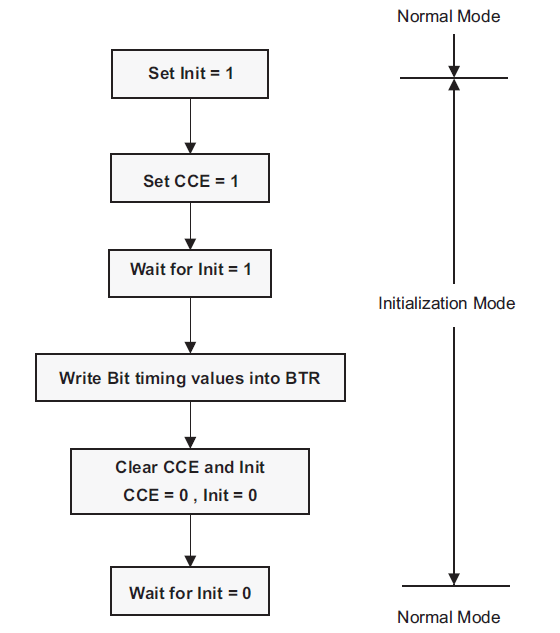 Normal Mode
Set Init = 1
Set CCE = 1
Wait for Init = 1
Initialization Mode
Write Bit timing values into BTR
Clear CCE and Init
CCE = 0 , Init = 0
Wait for Init = 0
Normal Mode